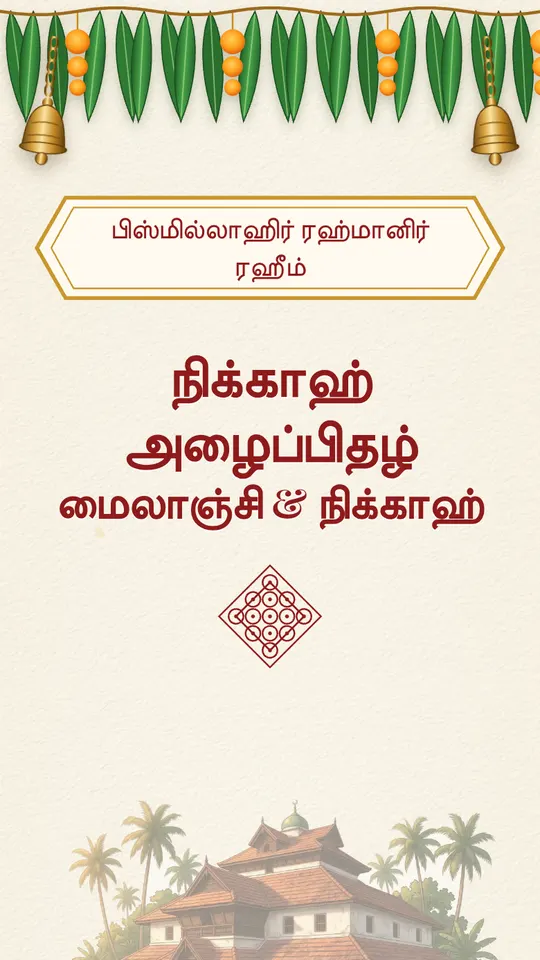 பிஸ்மில்லாஹிர் ரஹ்மானிர்
ரஹீம்
நிக்காஹ்
அழைப்பிதழ்
மைலாஞ்சி & நிக்காஹ்